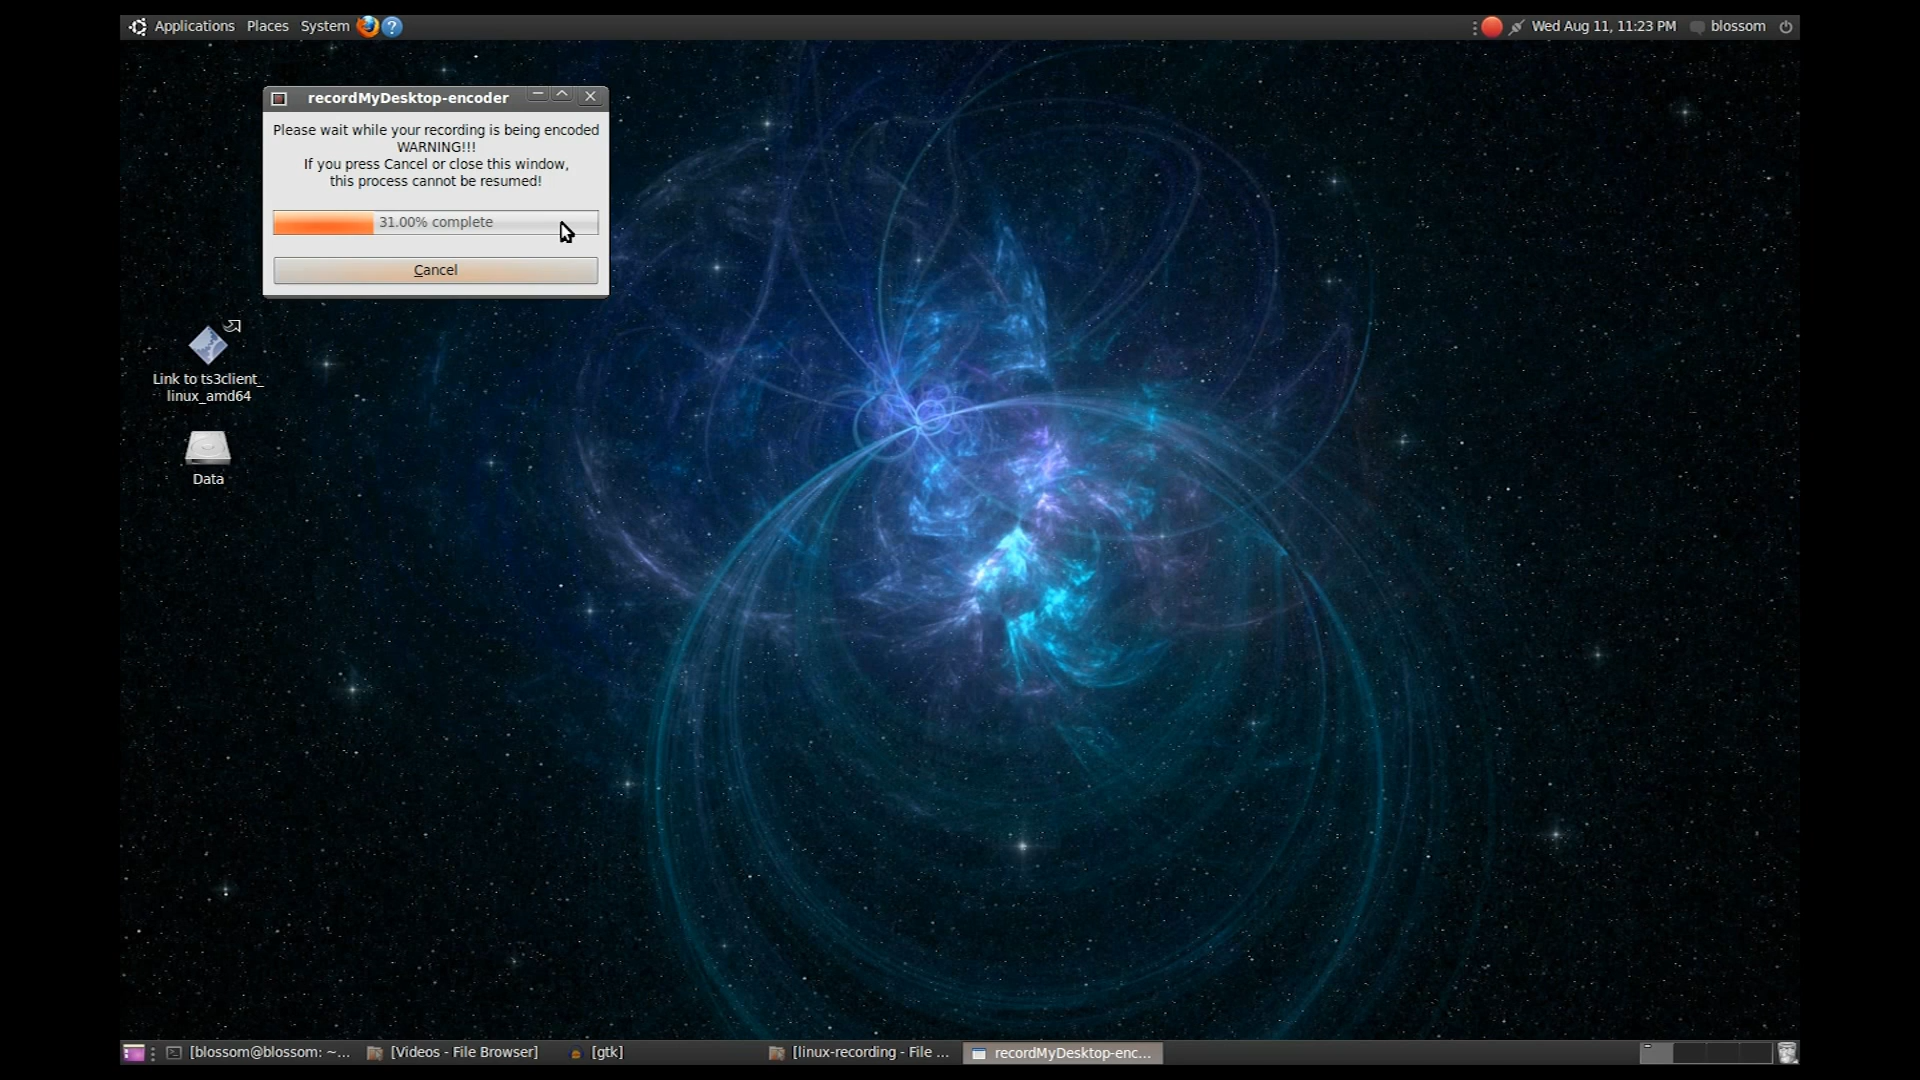 Applications Places System
Wed Aug 11, 11:23 PM blossom
recordMyDesktop-encoder
Please wait while your recording is being encoded
WARNING!!!
If you press Cancel or close this window,
this process cannot be resumed!
31.00% complete
Cancel
Link to ts3client_
linux_amd64
Data
[blossom@blossom: ~... [Videos - File Browser] [gtk] [linux-recording - File ... recordMyDesktop-enc...